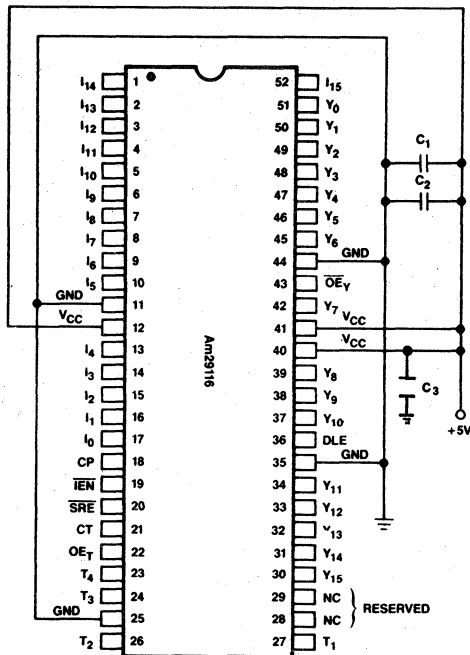 I14 1 52 I15
I13 2 51 Y0
I12 3 50 Y1
I11 4 49 Y2
I10 5 48 Y3
I9 6 47 Y4
I8 7 46 Y5
I7 8 45 Y6
I6 9 44 GND
I5 10 43 OEY
GND 11 42 Y7
VCC 12 41 VCC
I4 13 40 VCC
I3 14 39 Y8
I2 15 38 Y9
I1 16 37 Y10
I0 17 36 DLE
CP 18 35 GND
IEN 19 34 Y11
SRE 20 33 Y12
CT 21 32 Y13
OET 22 31 Y14
T4 23 30 Y15
T3 24 29 NC
GND 25 28 NC
RESERVED
T2 26 27 T1
Am29116
C1
C2
C3
+5V